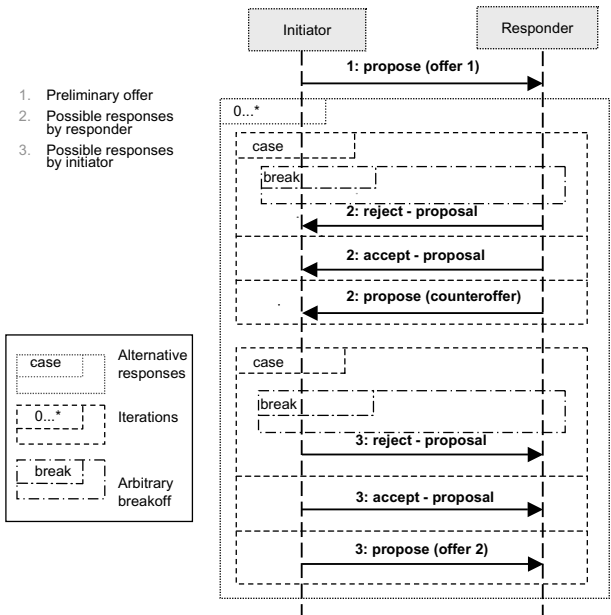 Initiator
Responder
1: propose (offer 1)
1. Preliminary offer
2. Possible responses
by responder
3. Possible responses
by initiator
0...*
case
break
2: reject - proposal
2: accept - proposal
2: propose (counteroffer)
case
break
3: reject - proposal
3: accept - proposal
3: propose (offer 2)
case
Alternative
responses
0...*
Iterations
break
Arbitrary
breakoff